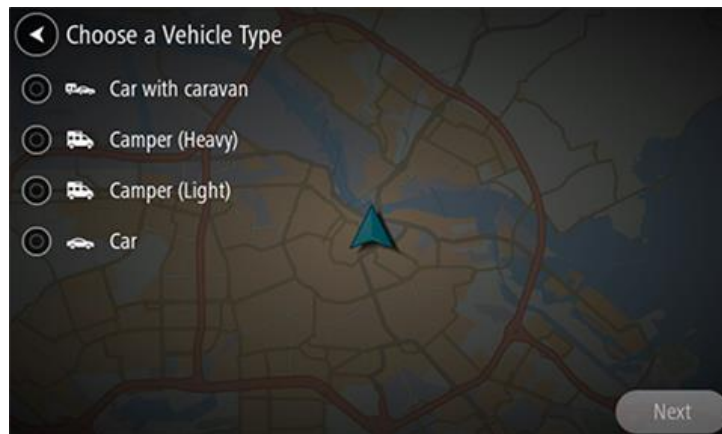 Choose a Vehicle Type
Car with caravan
Camper (Heavy)
Camper (Light)
Car
Next